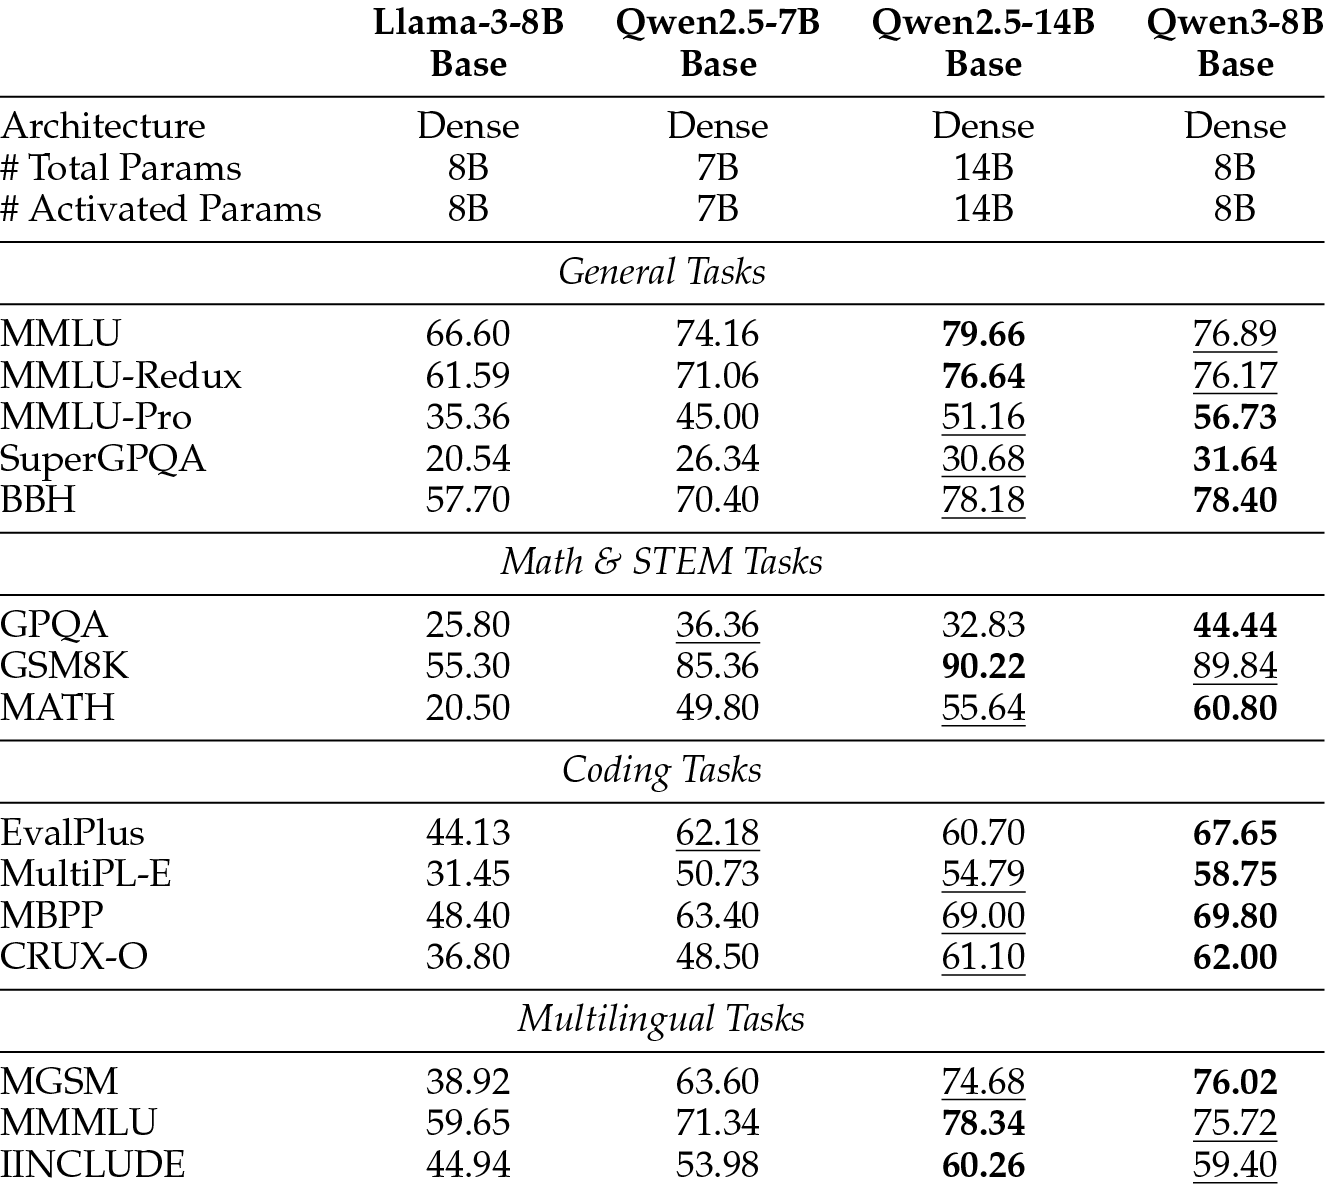 Llama-3-8B Qwen2.5-7B Qwen2.5-14B Qwen3-8B
Base Base Base Base
Architecture Dense Dense Dense Dense
# Total Params 8B 7B 14B 8B
# Activated Params 8B 7B 14B 8B
General Tasks
MMLU 66.60 74.16 79.66 76.89
MMLU-Redux 61.59 71.06 76.64 76.17
MMLU-Pro 35.36 45.00 51.16 56.73
SuperGPQA 20.54 26.34 30.68 31.64
BBH 57.70 70.40 78.18 78.40
Math & STEM Tasks
GPQA 25.80 36.36 32.83 44.44
GSM8K 55.30 85.36 90.22 89.84
MATH 20.50 49.80 55.64 60.80
Coding Tasks
EvalPlus 44.13 62.18 60.70 67.65
MultiPL-E 31.45 50.73 54.79 58.75
MBPP 48.40 63.40 69.00 69.80
CRUX-O 36.80 48.50 61.10 62.00
Multilingual Tasks
MGSM 38.92 63.60 74.68 76.02
MMMLU 59.65 71.34 78.34 75.72
IINCLUDE 44.94 53.98 60.26 59.40